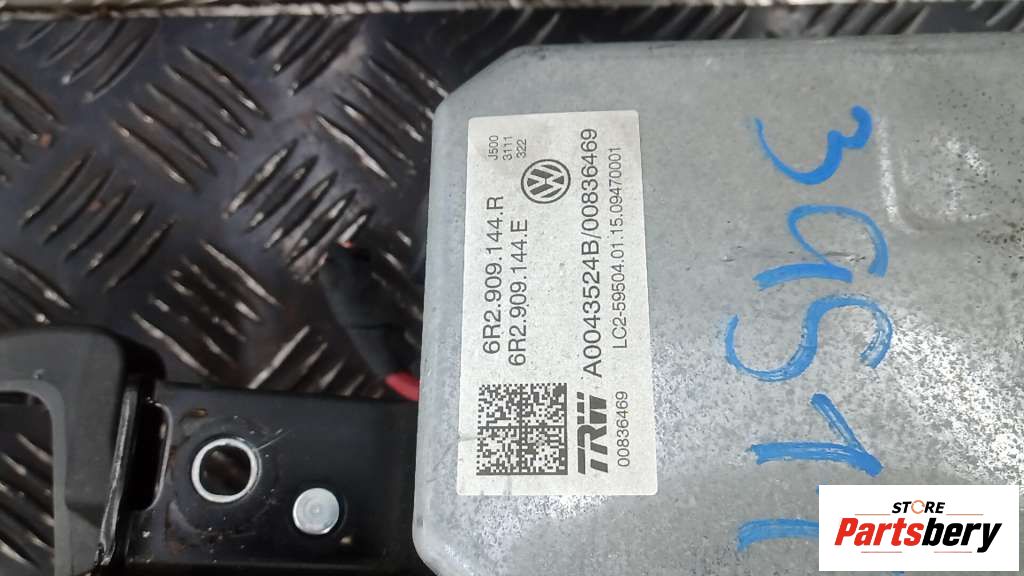 J500
3111
322
6R2.909.144.R
6R2.909.144.E
A0043524B/00836469
LC2-59504.01.15.09470001
TRW
00836469
STORE
Partsbery